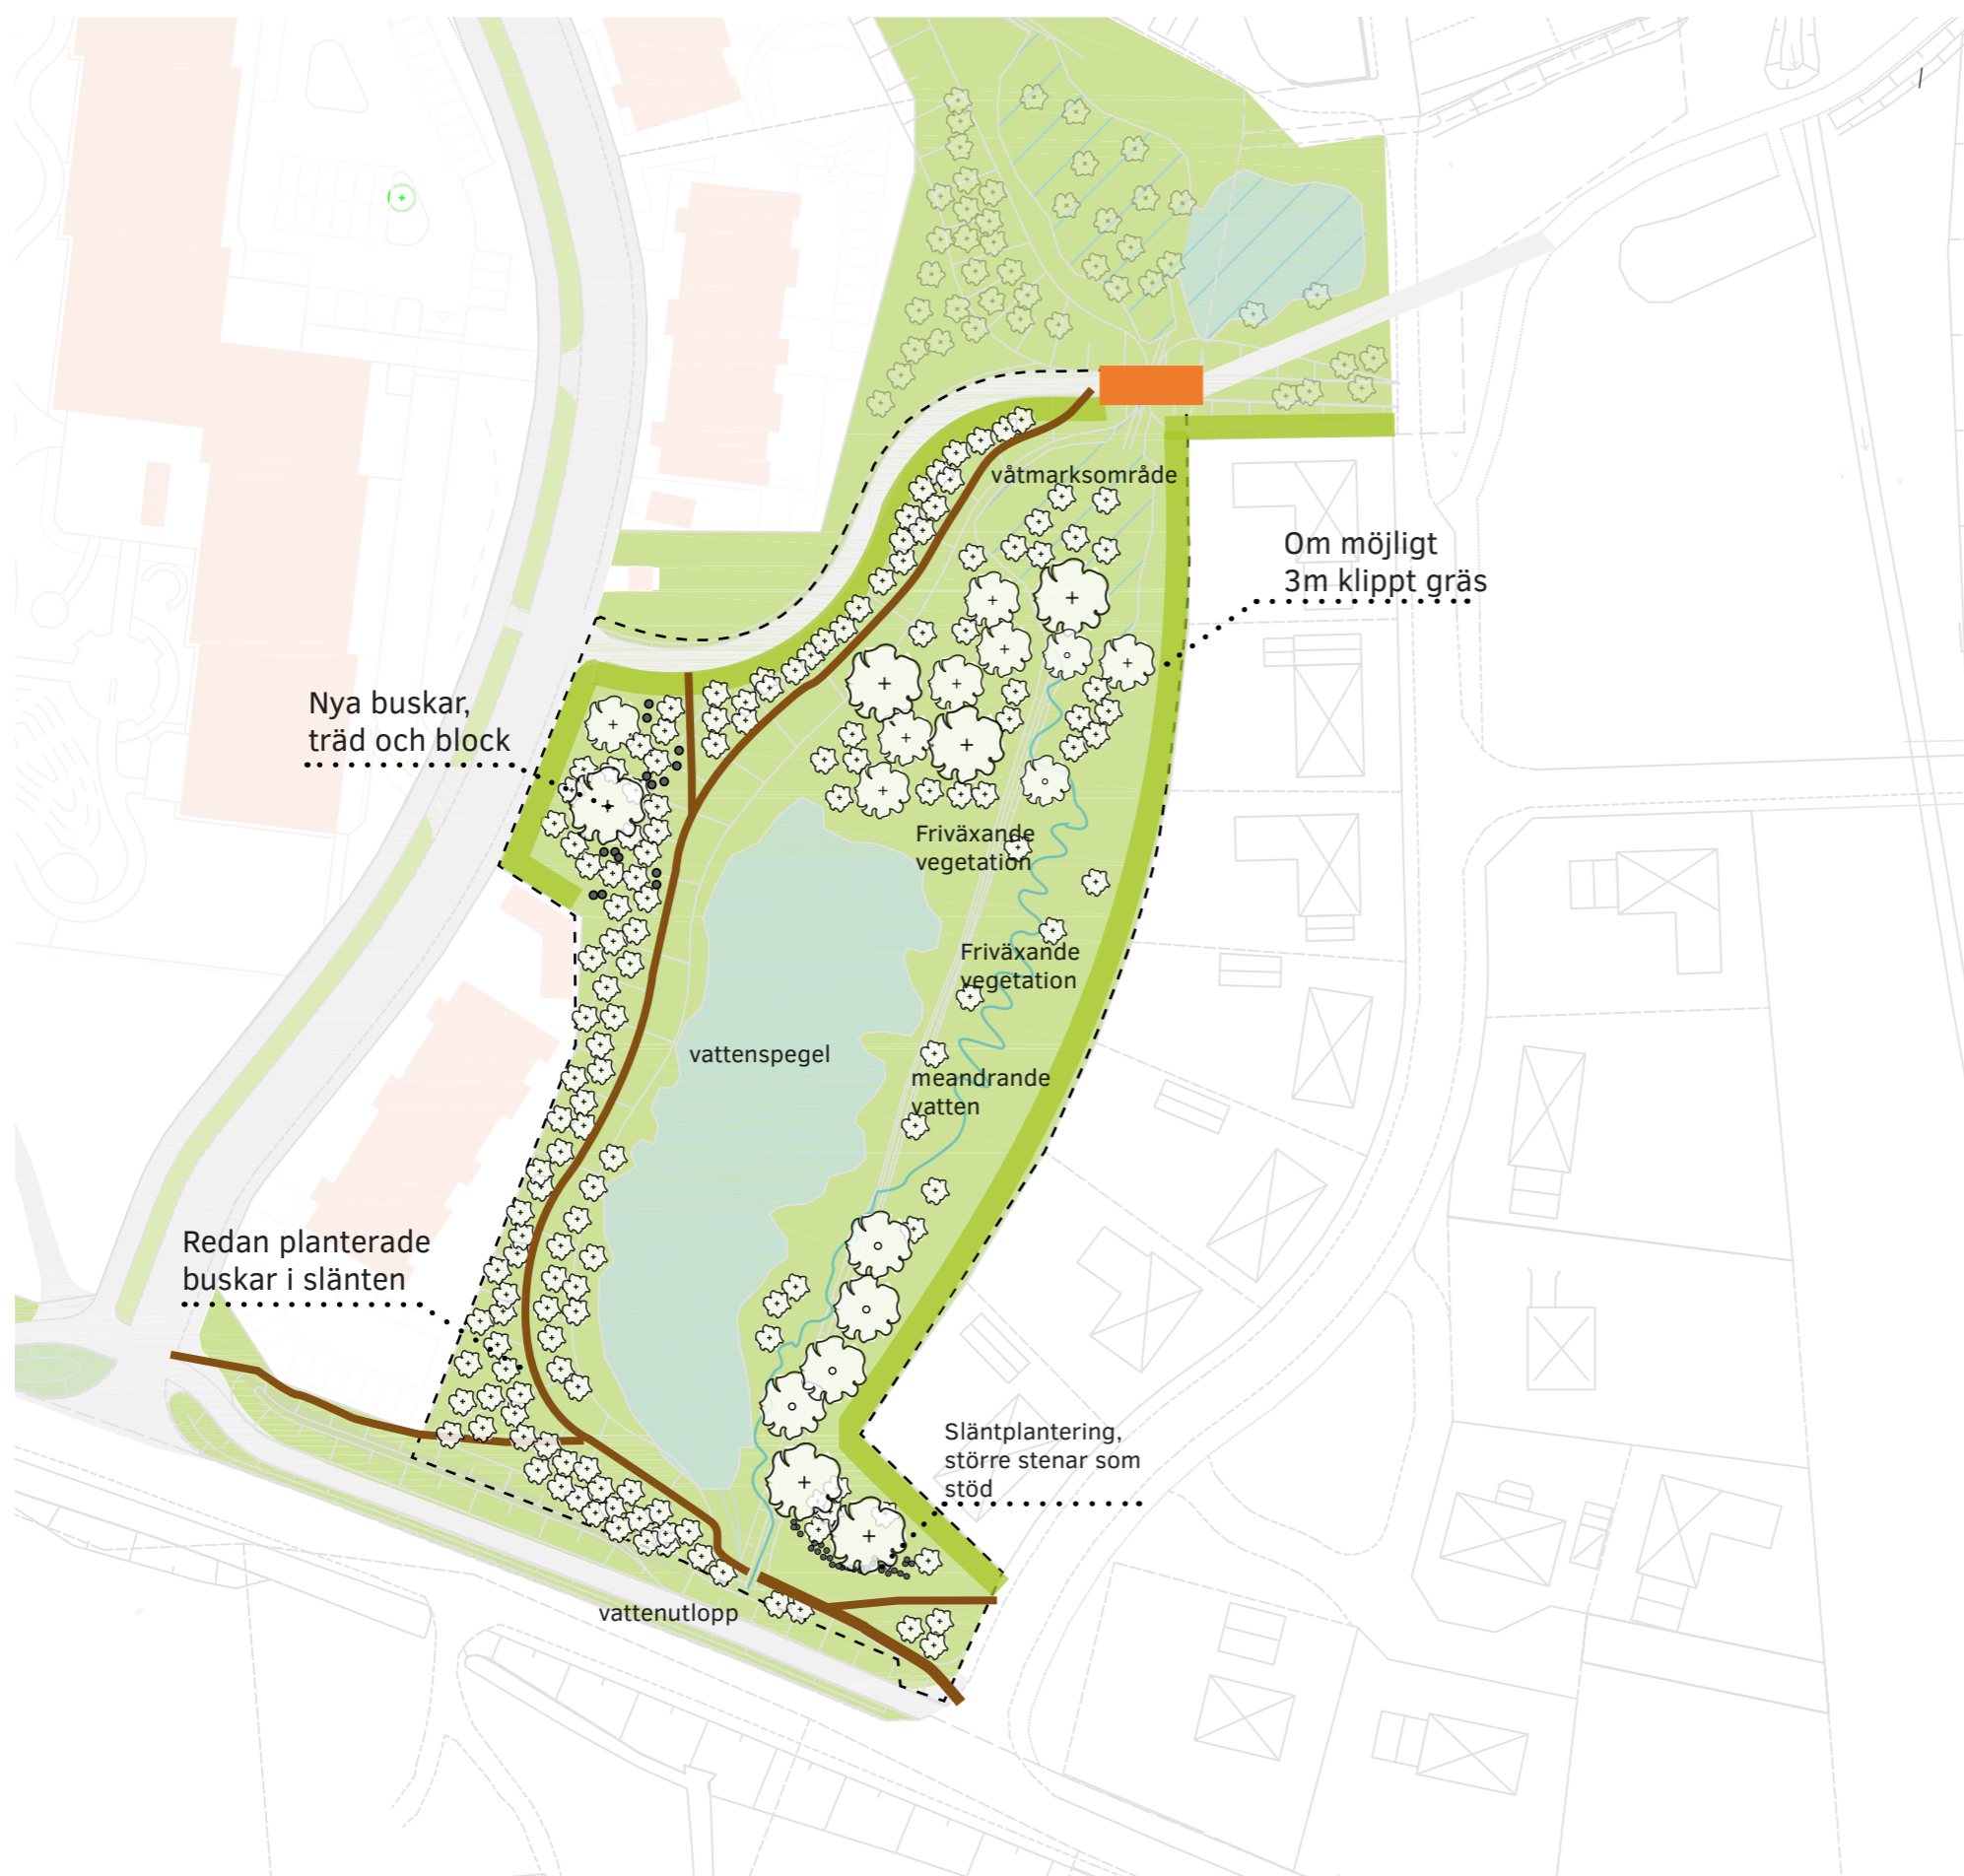 våtmarksområde
Om möjligt
3m klippt gräs
Nya buskar,
träd och block
Friväxande
vegetation
Friväxande
vegetation
vattenspegel
meandrande
vatten
Redan planterade
buskar i slänten
Släntplantering,
större stenar som
stöd
vattenutlopp